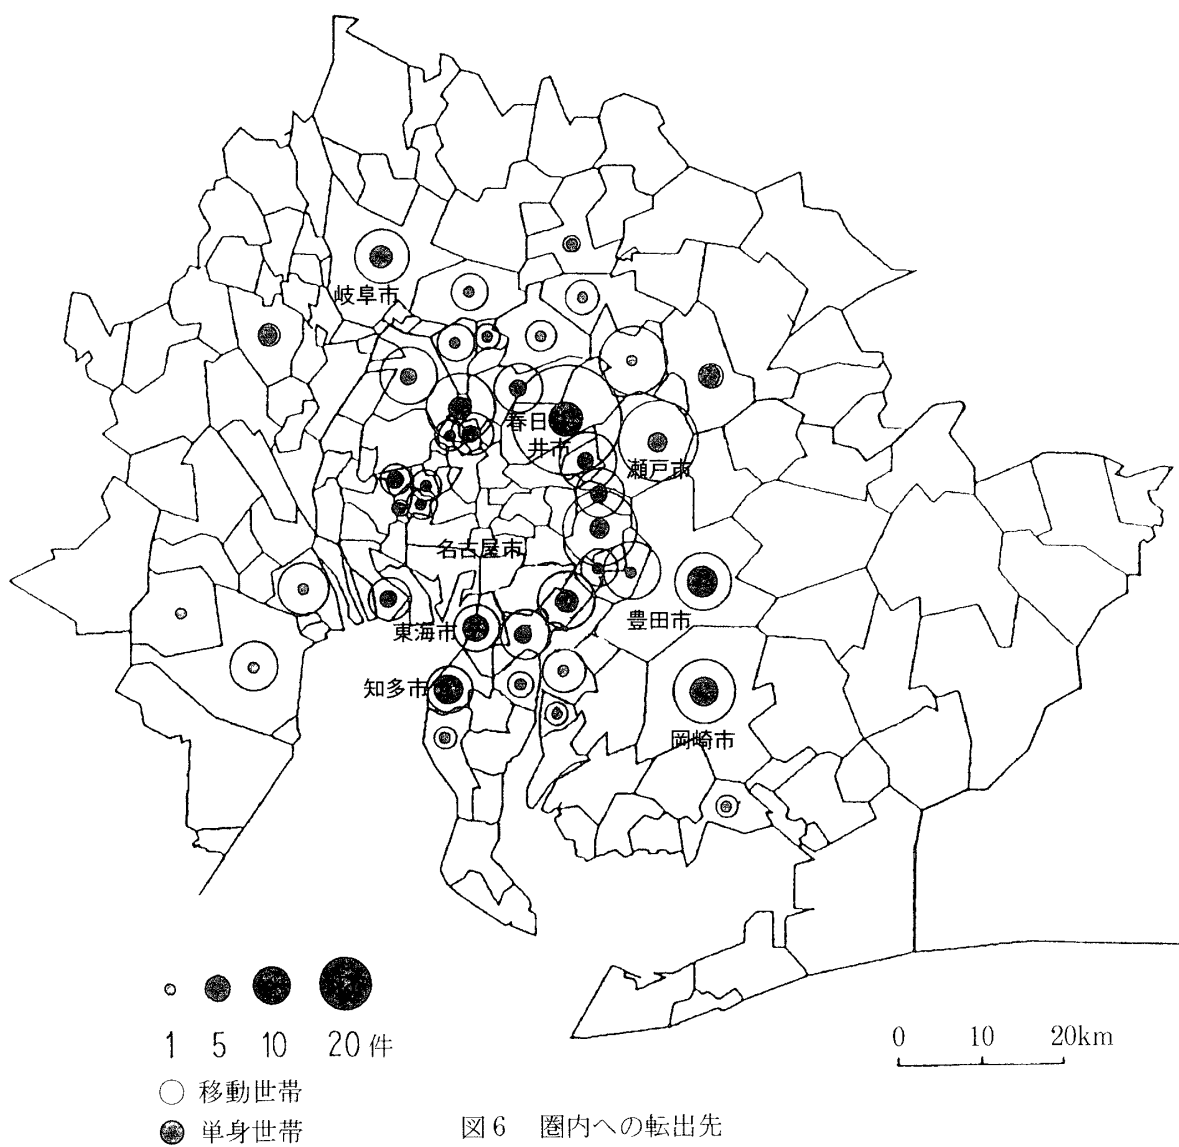 岐阜市
春日
井市
瀬戸市
名古屋市
東海市
豊田市
知多市
岡崎市
1 5 10 20件
0 10 20km
移動世帯
単身世帯
図6 圏内への転出先